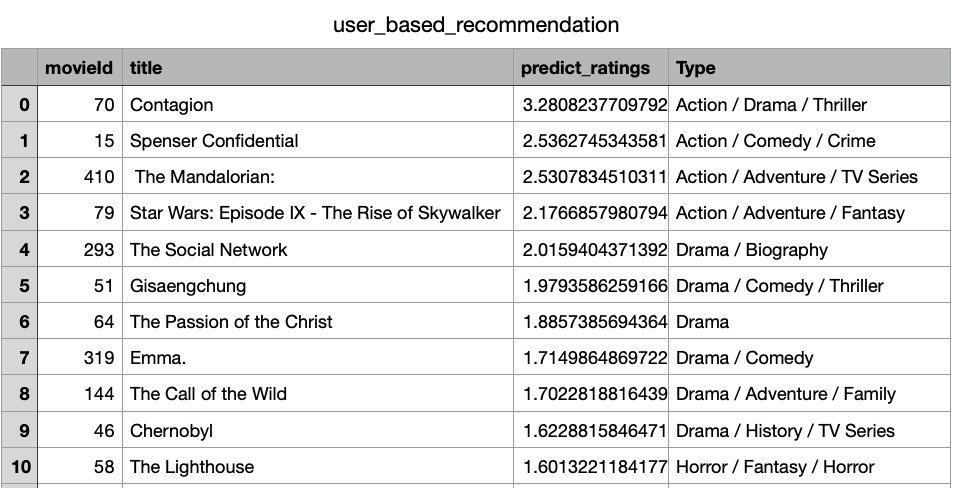 user_based_recommendation
movieId title predict_ratings Type
0 70 Contagion 3.2808237709792 Action / Drama / Thriller
1 15 Spenser Confidential 2.5362745343581 Action / Comedy / Crime
2 410 The Mandalorian: 2.5307834510311 Action / Adventure / TV Series
3 79 Star Wars: Episode IX - The Rise of Skywalker 2.1766857980794 Action / Adventure / Fantasy
4 293 The Social Network 2.0159404371392 Drama / Biography
5 51 Gisaengchung 1.9793586259166 Drama / Comedy / Thriller
6 64 The Passion of the Christ 1.8857385694364 Drama
7 319 Emma. 1.7149864869722 Drama / Comedy
8 144 The Call of the Wild 1.7022818816439 Drama / Adventure / Family
9 46 Chernobyl 1.6228815846471 Drama / History / TV Series
10 58 The Lighthouse 1.6013221184177 Horror / Fantasy / Horror